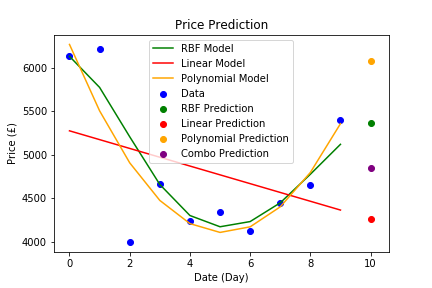 Price Prediction
Price (£)
6000
5500
5000
4500
4000
RBF Model
Linear Model
Polynomial Model
Data
RBF Prediction
Linear Prediction
Polynomial Prediction
Combo Prediction
0
2
4
6
8
10
Date (Day)